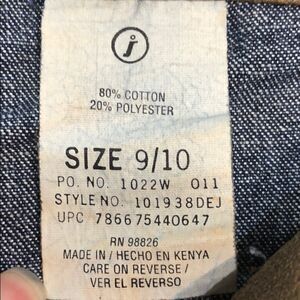 j
80% COTTON
20% POLYESTER
SIZE 9/10
PO. NO. 1022W 011
STYLE NO. 101938DEJ
UPC 786675440647
RN 98826
MADE IN / HECHO EN KENYA
CARE ON REVERSE /
VER EL REVERSO